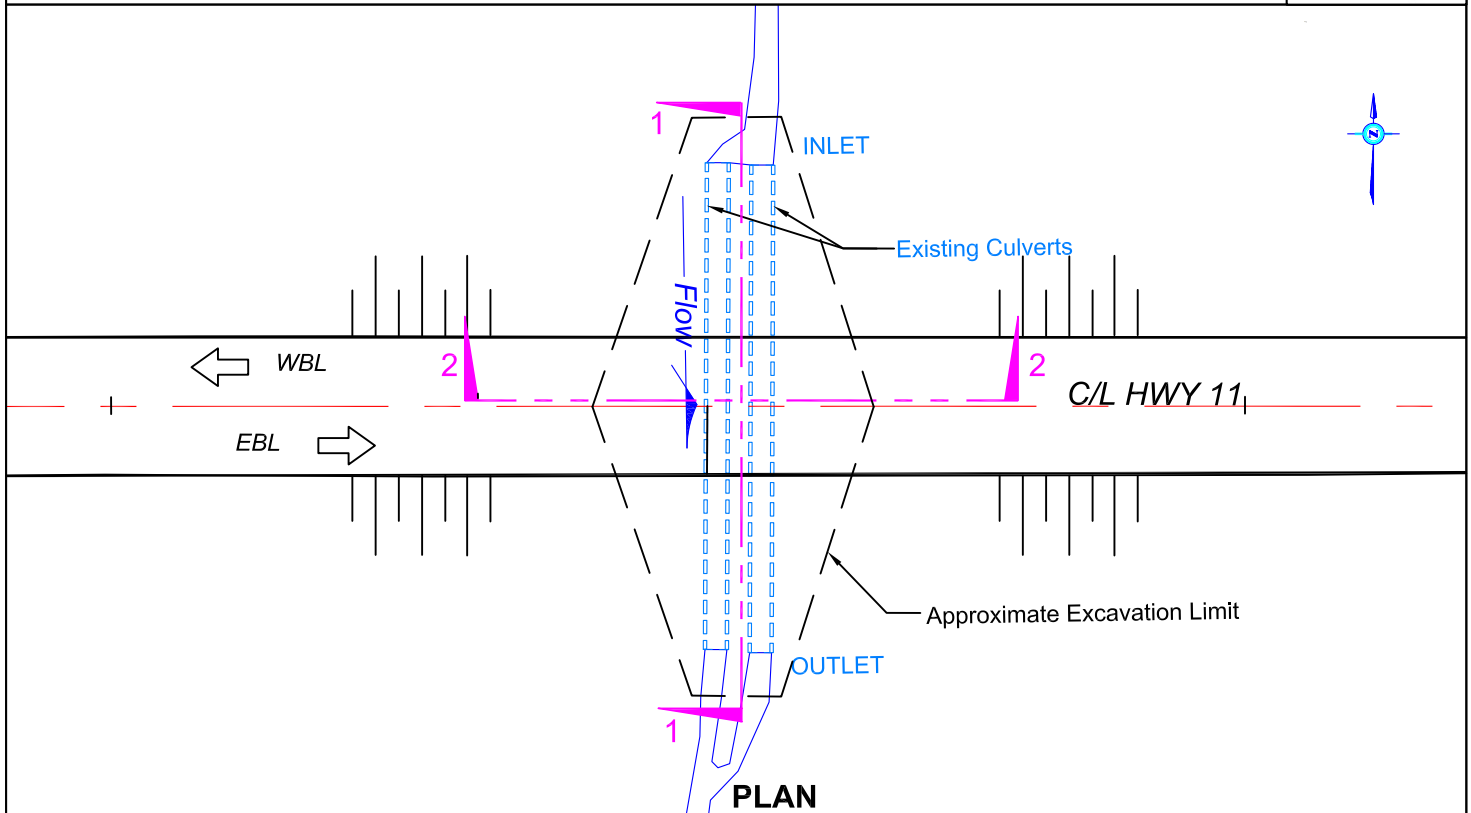 1
INLET
N
Existing Culverts
Flow
WBL
2
2
C/L HWY 11
EBL
Approximate Excavation Limit
OUTLET
1
PLAN